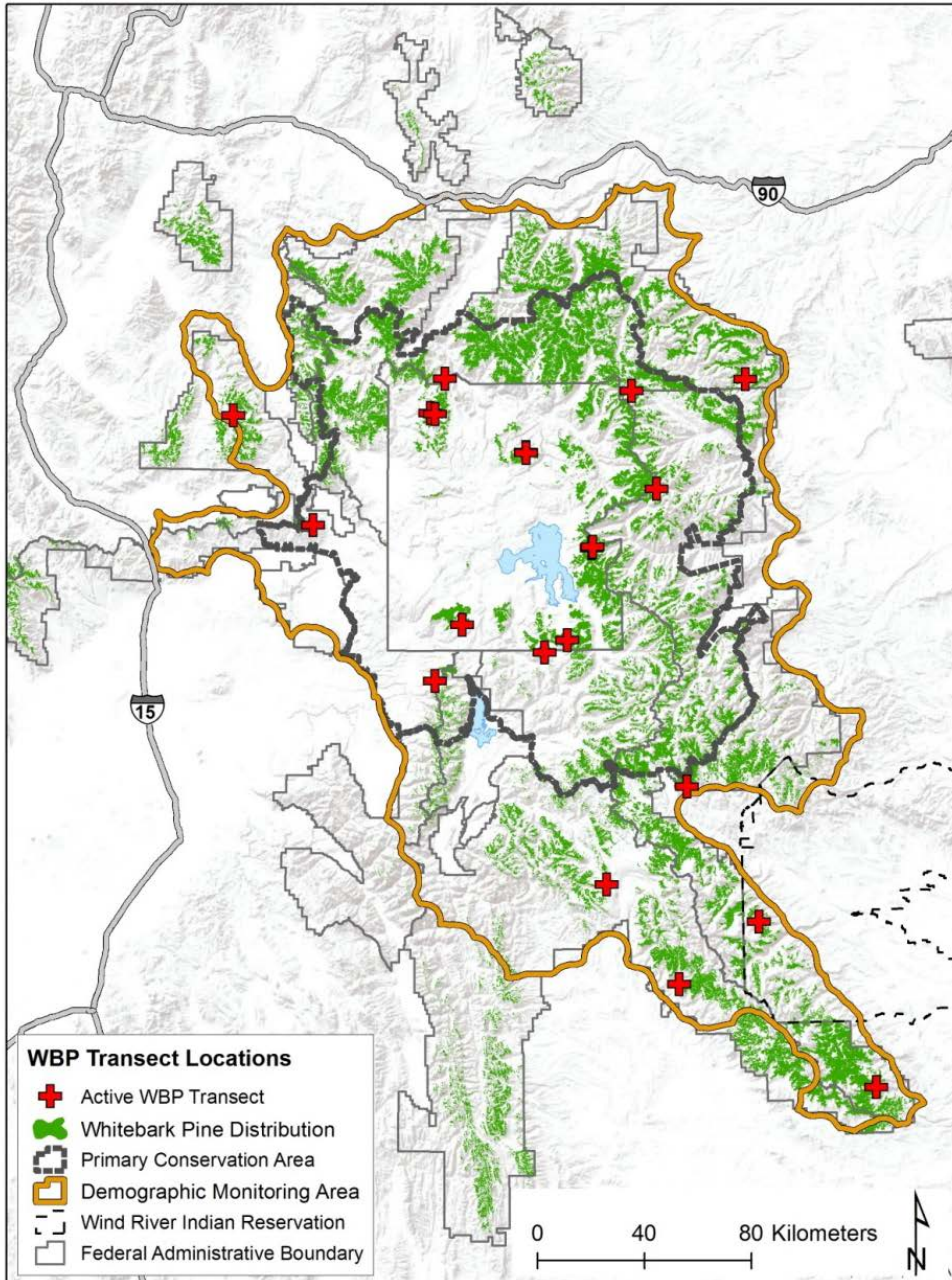 90
15
WBP Transect Locations
Active WBP Transect
Whitebark Pine Distribution
Primary Conservation Area
Demographic Monitoring Area
Wind River Indian Reservation
Federal Administrative Boundary
0 40 80 Kilometers
N